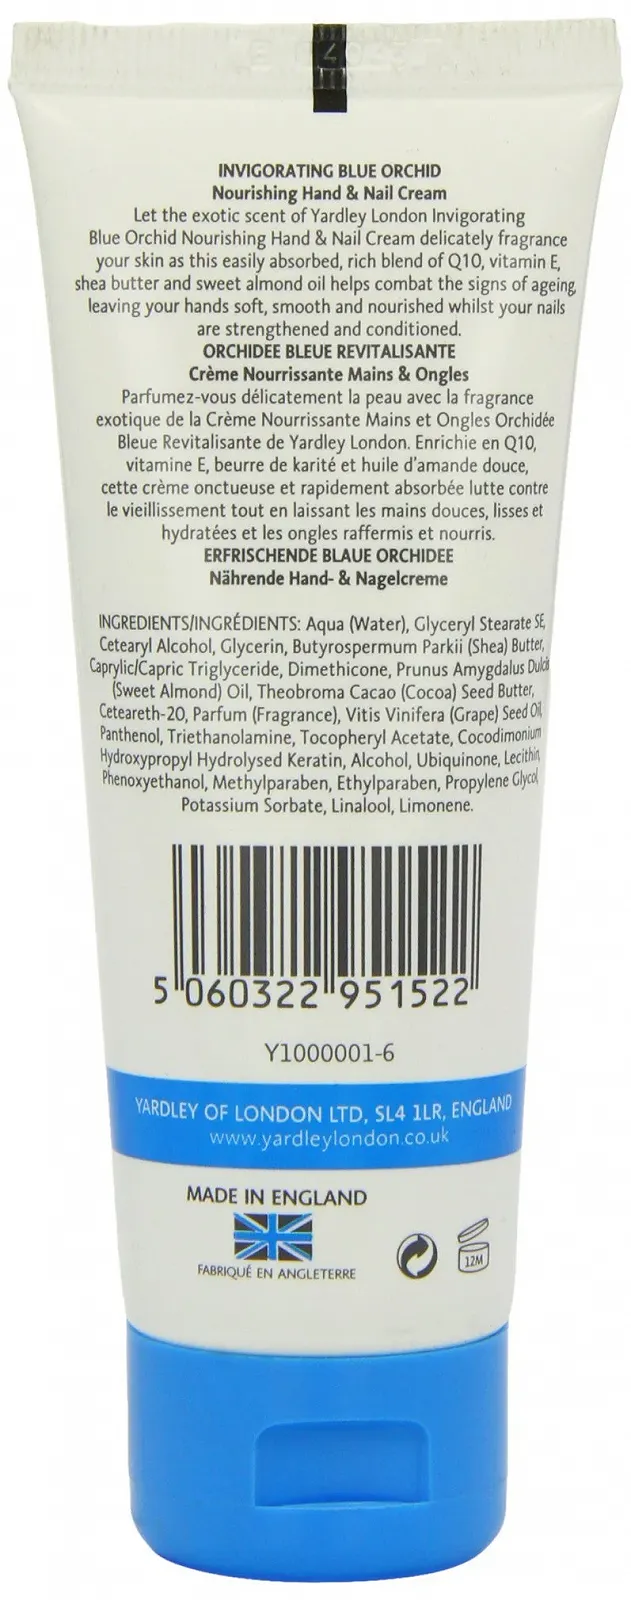 INVIGORATING BLUE ORCHID
Nourishing Hand & Nail Cream
Let the exotic scent of Yardley London Invigorating
Blue Orchid Nourishing Hand & Nail Cream delicately fragrance
your skin as this easily absorbed, rich blend of Q10, vitamin E,
shea butter and sweet almond oil helps combat the signs of ageing,
leaving your hands soft, smooth and nourished whilst your nails
are strengthened and conditioned.
ORCHIDEE BLEUE REVITALISANTE
Crème Nourrissante Mains & Ongles
Parfumez-vous délicatement la peau avec la fragrance
exotique de la Crème Nourrissante Mains et Ongles Orchidée
Bleue Revitalisante de Yardley London. Enrichie en Q10,
vitamine E, beurre de karité et huile d'amande douce,
cette crème onctueuse et rapidement absorbée lutte contre
le vieillissement tout en laissant les mains douces, lisses et
hydratées et les ongles raffermis et nourris.
ERFRISCHENDE BLAUE ORCHIDEE
Nährende Hand- & Nagelcreme
INGREDIENTS/INGRÉDIENTS: Aqua (Water), Glyceryl Stearate SE,
Cetearyl Alcohol, Glycerin, Butyrospermum Parkii (Shea) Butter,
Caprylic/Capric Triglyceride, Dimethicone, Prunus Amygdalus Dulcis
(Sweet Almond) Oil, Theobroma Cacao (Cocoa) Seed Butter,
Ceteareth-20, Parfum (Fragrance), Vitis Vinifera (Grape) Seed Oil,
Panthenol, Triethanolamine, Tocopheryl Acetate, Cocodimonium
Hydroxypropyl Hydrolysed Keratin, Alcohol, Ubiquinone, Lecithin,
Phenoxyethanol, Methylparaben, Ethylparaben, Propylene Glycol,
Potassium Sorbate, Linalool, Limonene.
5 060322 951522
Y1000001-6
YARDLEY OF LONDON LTD, SL4 1LR, ENGLAND
www.yardleylondon.co.uk
MADE IN ENGLAND
FABRIQUÉ EN ANGLETERRE
12M